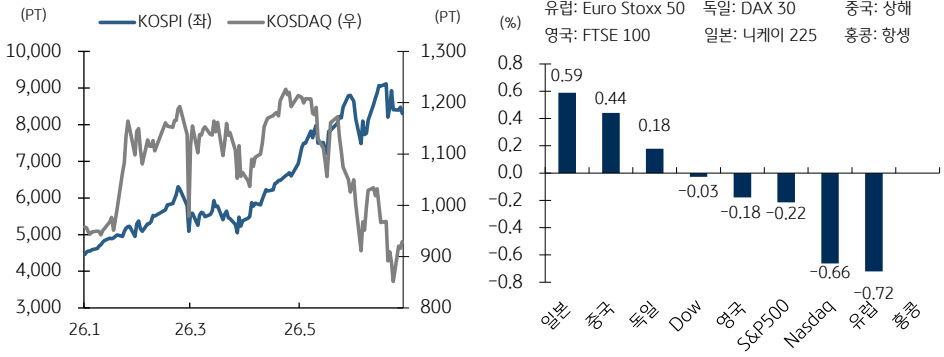 (PT)
KOSPI (좌)
KOSDAQ (우)
(PT)
10,000
9,000
8,000
7,000
6,000
5,000
4,000
3,000
1,300
1,200
1,100
1,000
900
800
26.1
26.3
26.5
(%)
유럽: Euro Stoxx 50 독일: DAX 30 중국: 상해
영국: FTSE 100 일본: 니케이 225 홍콩: 항셍
0.8
0.6
0.4
0.2
0.0
−0.2
−0.4
−0.6
−0.8
0.59
0.44
0.18
−0.03
−0.18
−0.22
−0.66
−0.72
일본
중국
독일
Dow
영국
S&P500
Nasdaq
유럽
홍콩